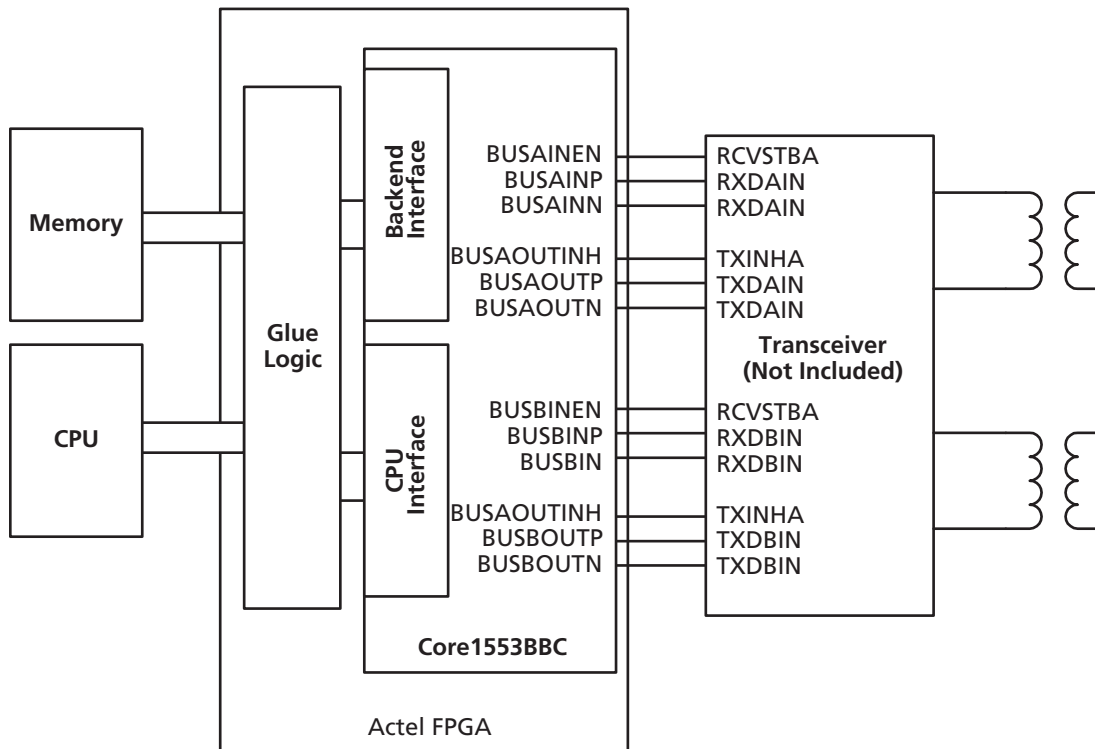 Memory
CPU
Glue
Logic
Backend
Interface
CPU
Interface
BUSAINEN
BUSAINP
BUSAINN
BUSAOUTINH
BUSAOUTP
BUSAOUTN
BUSBINEN
BUSBINP
BUSBIN
BUSAOUTINH
BUSBOUTP
BUSBOUTN
Core1553BBC
Actel FPGA
RCVSTBA
RXDAIN
RXDAIN
TXINHA
TXDAIN
TXDAIN
Transceiver
(Not Included)
RCVSTBA
RXDBIN
RXDBIN
TXINHA
TXDBIN
TXDBIN